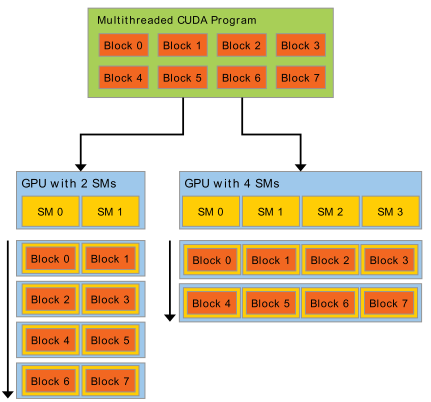 Multithreaded CUDA Program
Block 0 Block 1 Block 2 Block 3
Block 4 Block 5 Block 6 Block 7
GPU with 2 SMs
SM 0 SM 1
Block 0 Block 1
Block 2 Block 3
Block 4 Block 5
Block 6 Block 7
GPU with 4 SMs
SM 0 SM 1 SM 2 SM 3
Block 0 Block 1 Block 2 Block 3
Block 4 Block 5 Block 6 Block 7